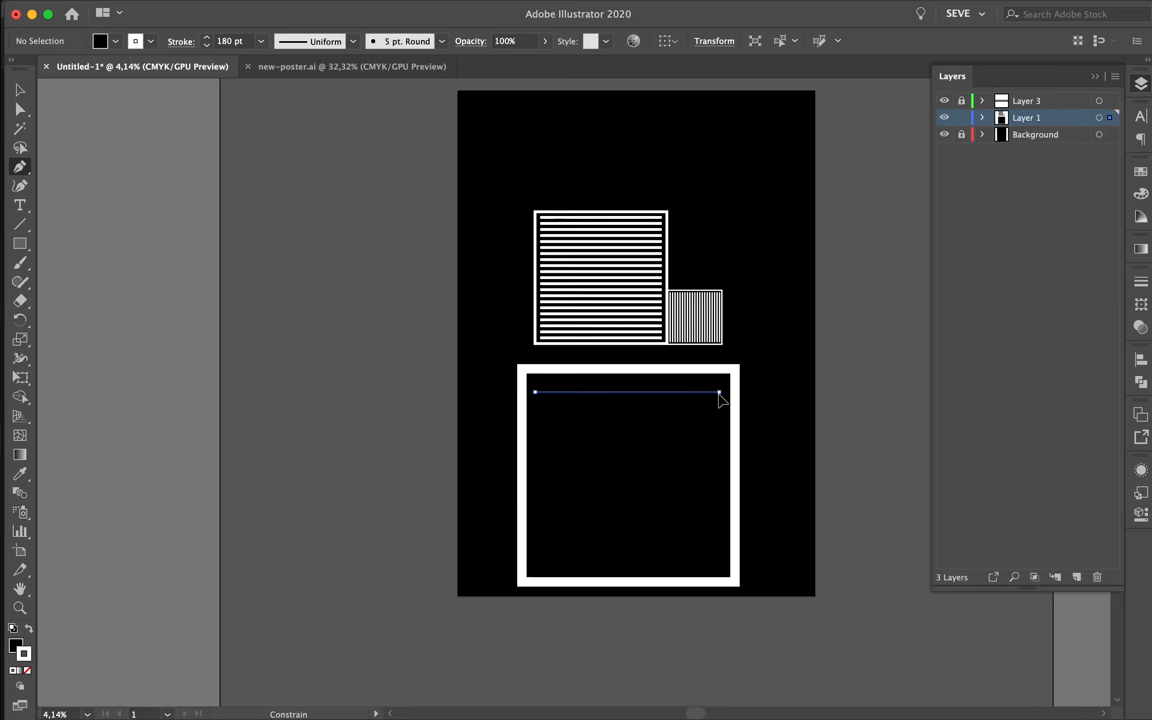 Adobe Illustrator 2020
SEVE
Search Adobe Stock
No Selection
Stroke:
180 pt
Uniform
5 pt. Round
Opacity:
100%
Style:
Transform
× Untitled-1* @ 4,14% (CMYK/GPU Preview)
× new-poster.ai @ 32,32% (CMYK/GPU Preview)
Layers
Layer 3
Layer 1
Background
3 Layers
4,14%
1
Constrain